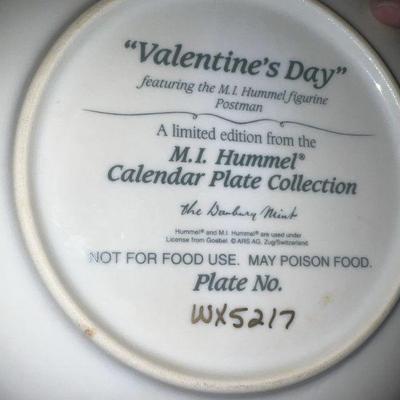 “Valentine's Day”
featuring the M.I. Hummel figurine
Postman
A limited edition from the
M.I. Hummel®
Calendar Plate Collection
the Danbury Mint
Hummel® and M.I. Hummel® are used under
License from Goebel. © ARS AG, Zug/Switzerland
NOT FOR FOOD USE. MAY POISON FOOD.
Plate No.
WX5217